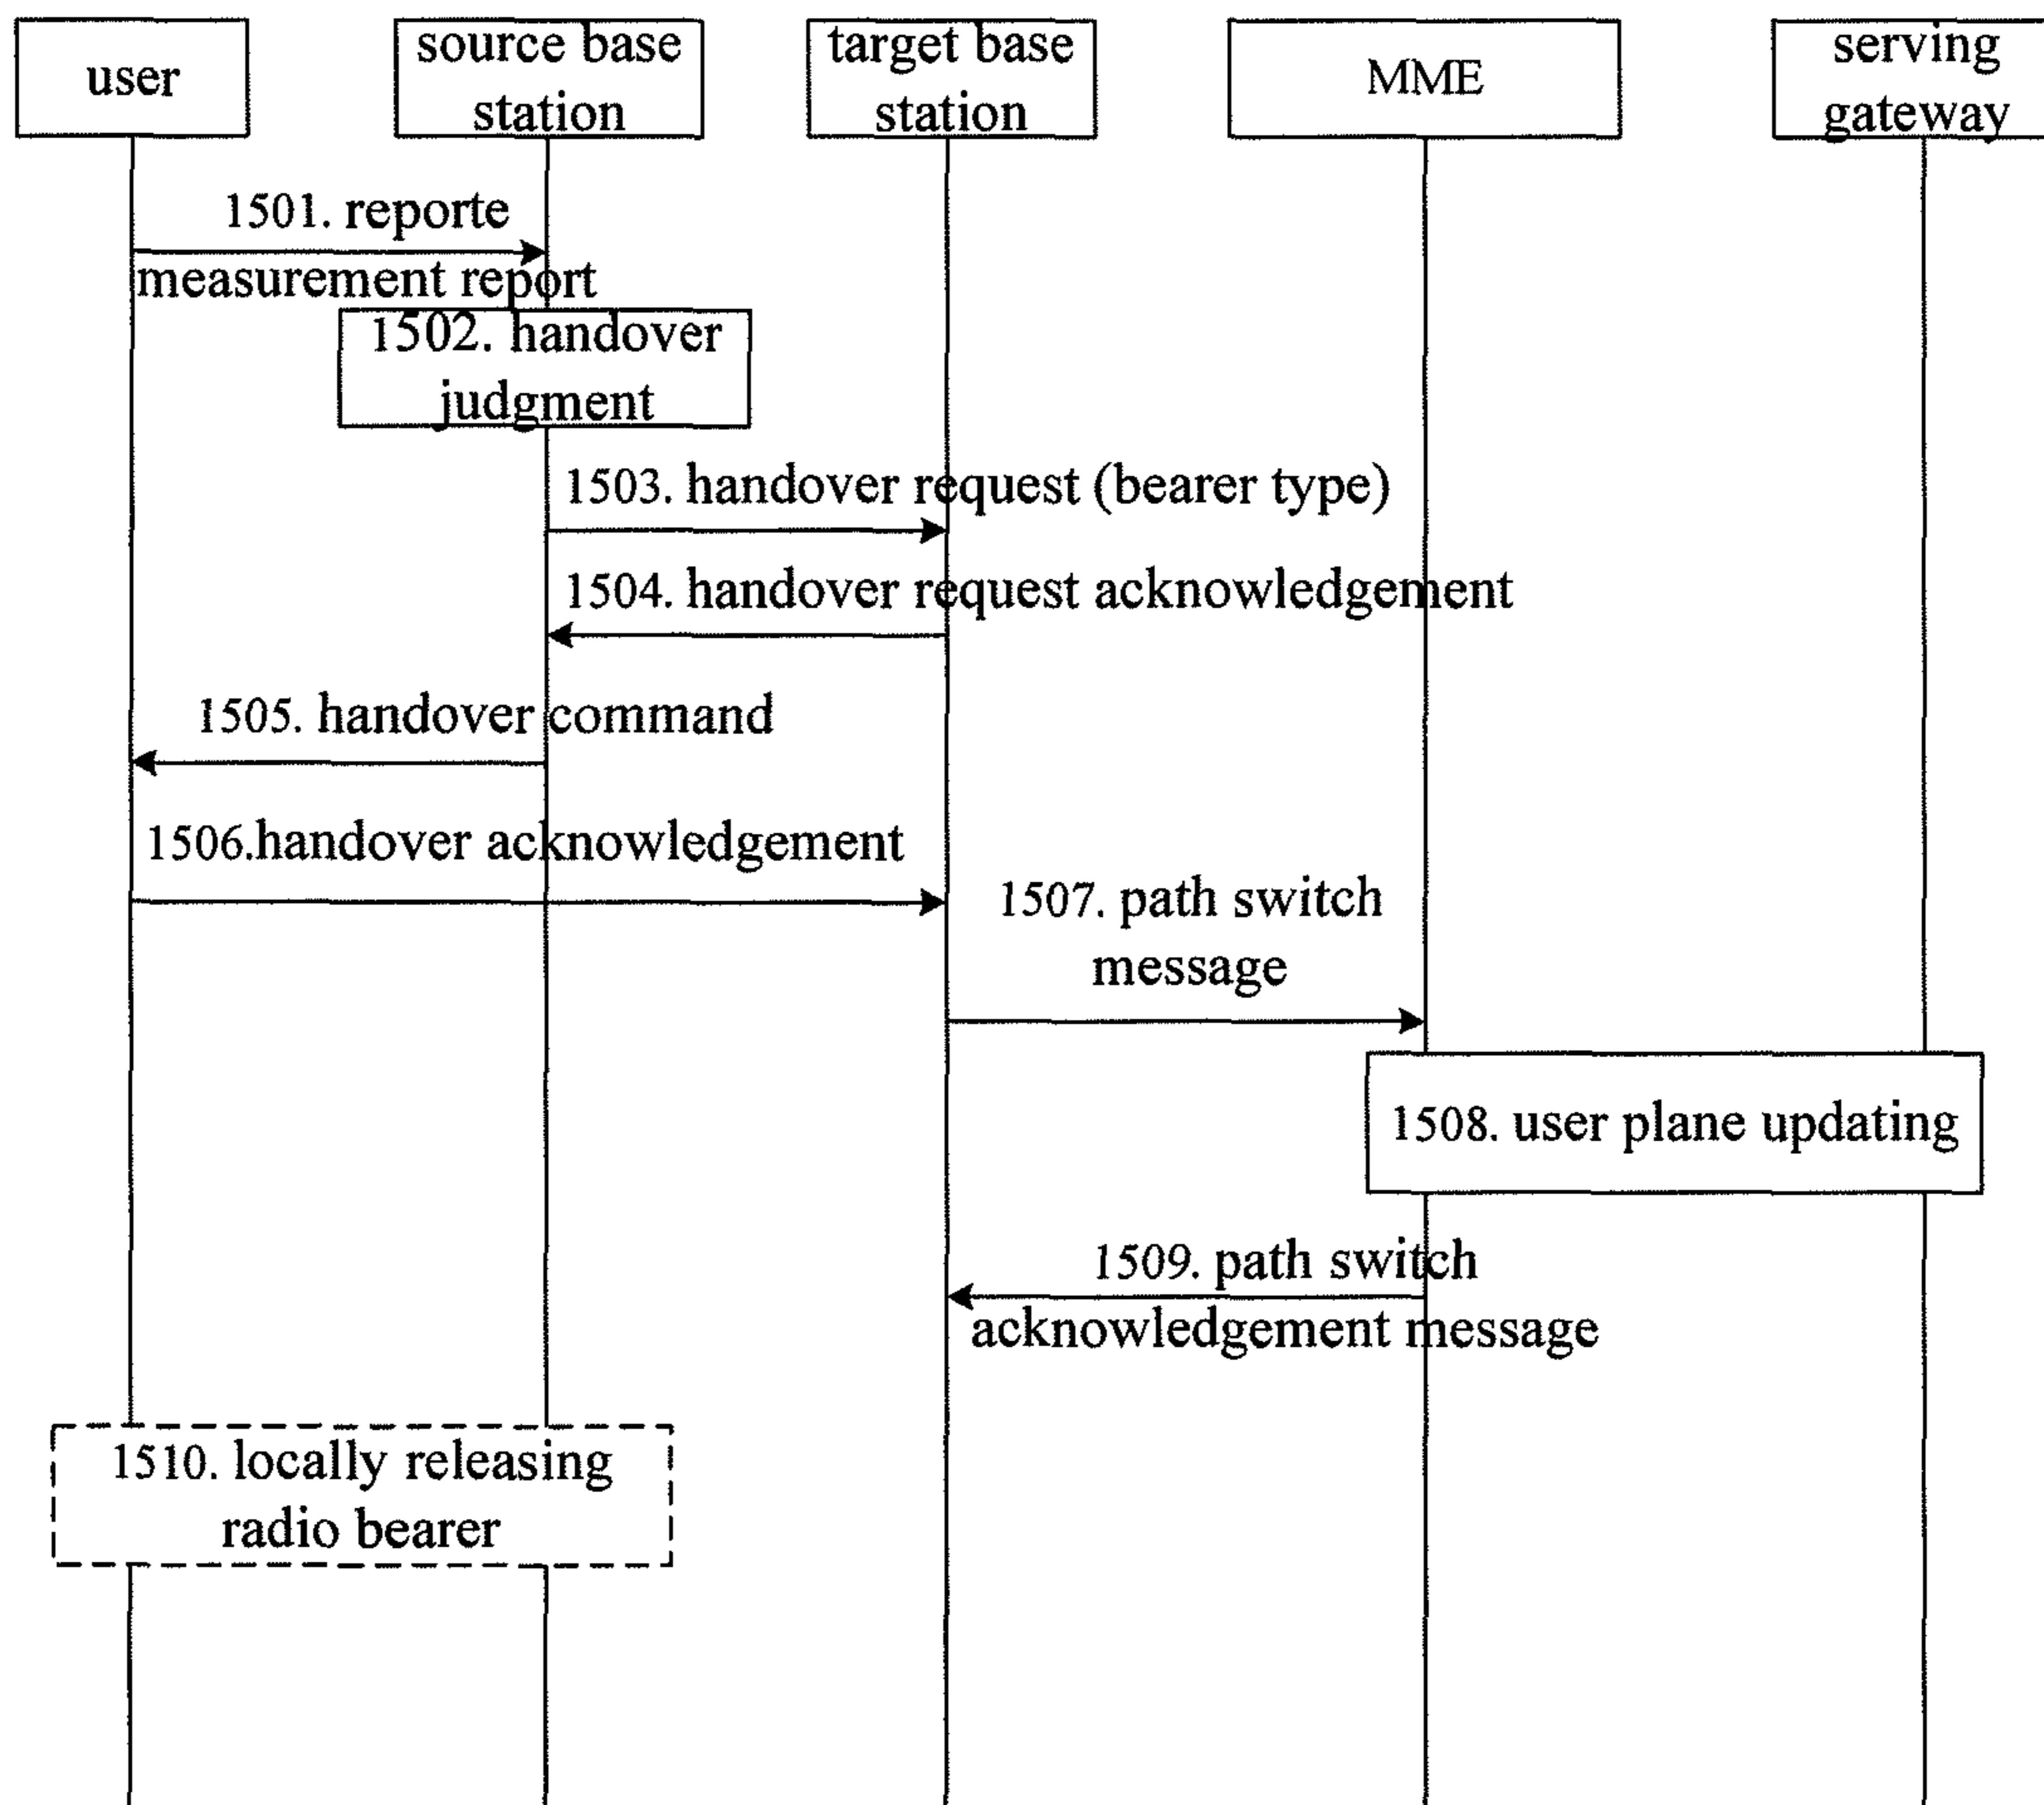 user
source base
station
target base
station
MME
serving
gateway
1501. reporte
measurement report
1502. handover
judgment
1503. handover request (bearer type)
1504. handover request acknowledgement
1505. handover command
1506.handover acknowledgement
1507. path switch
message
1508. user plane updating
1509. path switch
acknowledgement message
1510. locally releasing
radio bearer